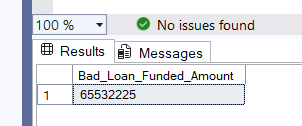 100 % No issues found
Results Messages
Bad_Loan_Funded_Amount
1 65532225